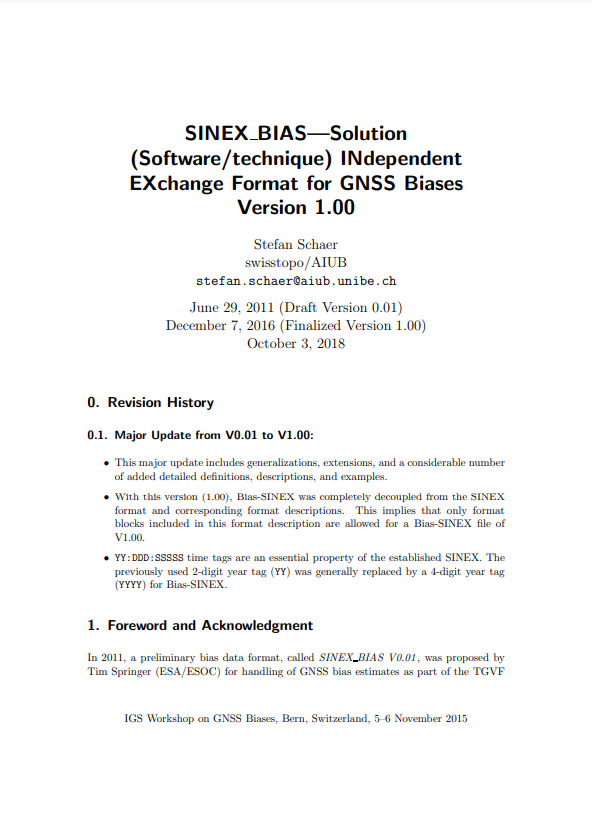 SINEX_BIAS—Solution
(Software/technique) INdependent
EXchange Format for GNSS Biases
Version 1.00
Stefan Schaer
swisstopo/AIUB
stefan.schaer@aiub.unibe.ch
June 29, 2011 (Draft Version 0.01)
December 7, 2016 (Finalized Version 1.00)
October 3, 2018
0. Revision History
0.1. Major Update from V0.01 to V1.00:
• This major update includes generalizations, extensions, and a considerable number
of added detailed definitions, descriptions, and examples.
• With this version (1.00), Bias-SINEX was completely decoupled from the SINEX
format and corresponding format descriptions. This implies that only format
blocks included in this format description are allowed for a Bias-SINEX file of
V1.00.
• YY:DDD:SSSSS time tags are an essential property of the established SINEX. The
previously used 2-digit year tag (YY) was generally replaced by a 4-digit year tag
(YYYY) for Bias-SINEX.
1. Foreword and Acknowledgment
In 2011, a preliminary bias data format, called SINEX_BIAS V0.01, was proposed by
Tim Springer (ESA/ESOC) for handling of GNSS bias estimates as part of the TGVF
IGS Workshop on GNSS Biases, Bern, Switzerland, 5–6 November 2015